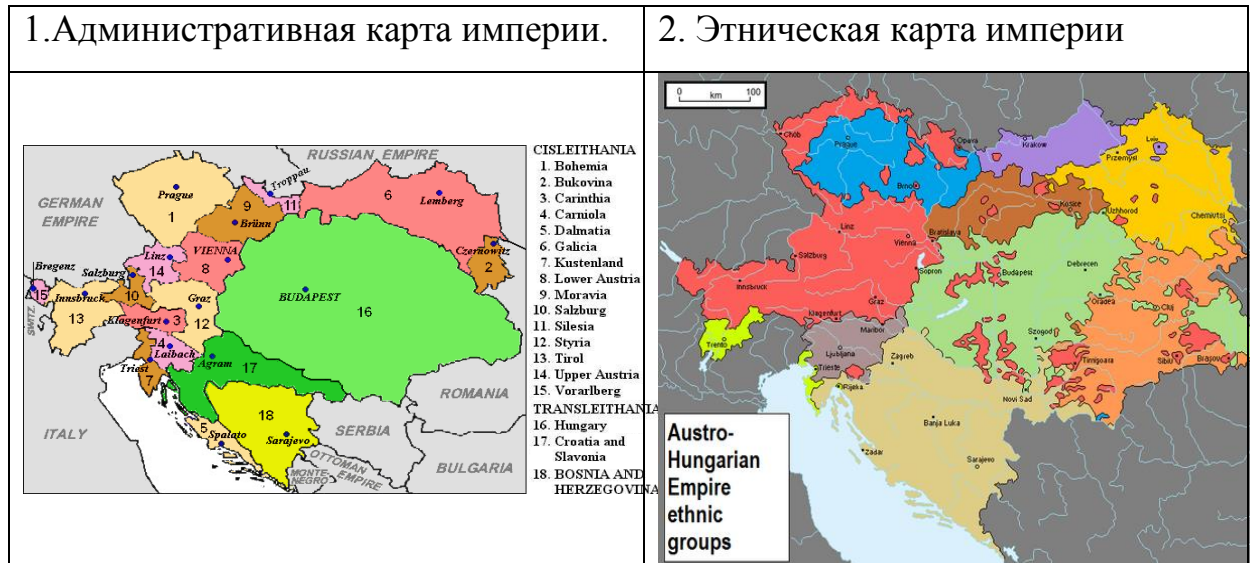 1.Административная карта империи.
2. Этническая карта империи
RUSSIAN EMPIRE
GERMAN
EMPIRE
Prague
1
Troppau
11
9
Brünn
6
Lemberg
Czernowitz
2
Linz
14
VIENNA
8
Bregenz
15
SWITZ.
Salzburg
10
Innsbruck
13
Graz
12
Klagenfurt
3
4
Laibach
Triest
7
BUDAPEST
16
Agram
17
18
Sarajevo
5
Spalato
ITALY
ROMANIA
SERBIA
OTTOMAN
EMPIRE
MONTE-
NEGRO
BULGARIA
CISLEITHANIA
1. Bohemia
2. Bukovina
3. Carinthia
4. Carniola
5. Dalmatia
6. Galicia
7. Kustenland
8. Lower Austria
9. Moravia
10. Salzburg
11. Silesia
12. Styria
13. Tirol
14. Upper Austria
15. Vorarlberg
TRANSLEITHANIA
16. Hungary
17. Croatia and
Slavonia
18. BOSNIA AND
HERZEGOVINA
0 km 100
Chöb
Prague
Opava
Brno
Krakow
Lviv
Przemysl
Linz
Vienna
Bratislava
Kosice
Uzhhorod
Salzburg
Sopron
Budapest
Debrecen
Innsbruck
Graz
Oradea
Cluj
Klagenfurt
Maribor
Szeged
Trento
Ljubljana
Trieste
Zagreb
Rijeka
Timisoara
Sibiu
Brasov
Novi Sad
Banja Luka
Zadar
Sarajevo
Austro-
Hungarian
Empire
ethnic
groups